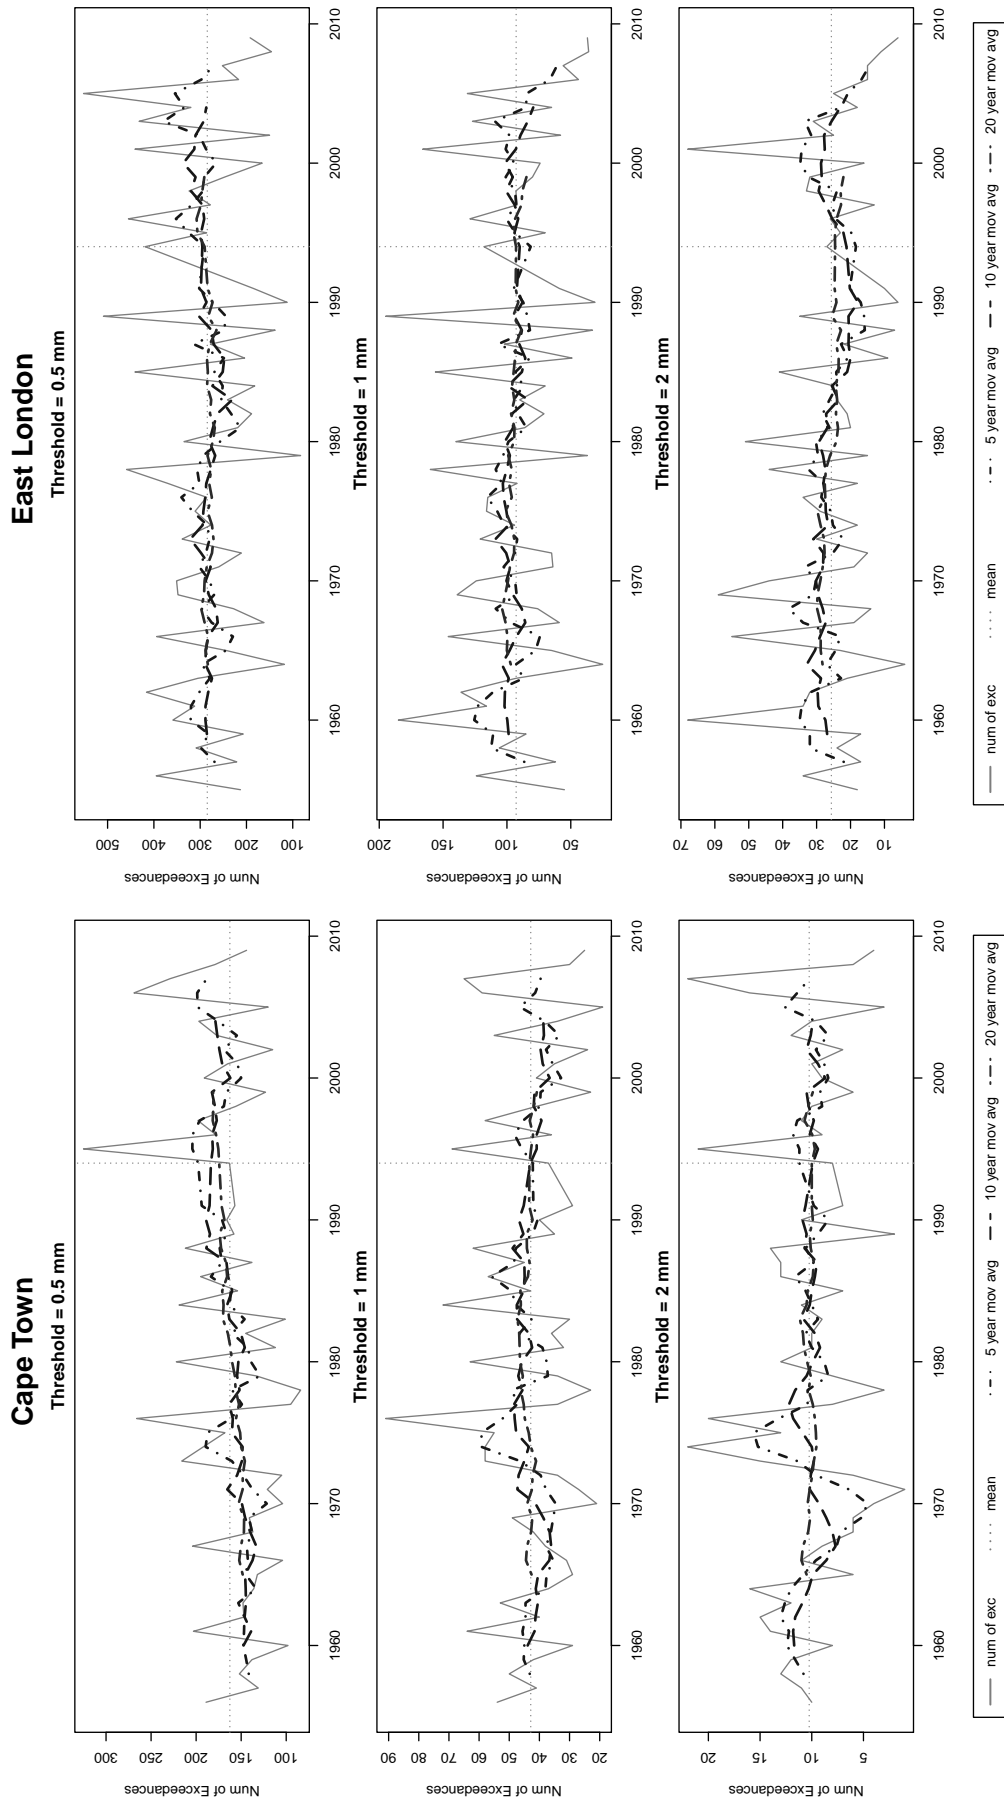 Cape Town
Threshold = 0.5 mm
Num of Exceedances
100 150 200 250 300
1960 1970 1980 1990 2000 2010
Threshold = 1 mm
Num of Exceedances
20 30 40 50 60 70 80 90
1960 1970 1980 1990 2000 2010
Threshold = 2 mm
Num of Exceedances
5 10 15 20
1960 1970 1980 1990 2000 2010
num of exc mean 5 year mov avg 10 year mov avg 20 year mov avg
East London
Threshold = 0.5 mm
Num of Exceedances
100 200 300 400 500
1960 1970 1980 1990 2000 2010
Threshold = 1 mm
Num of Exceedances
50 100 150 200
1960 1970 1980 1990 2000 2010
Threshold = 2 mm
Num of Exceedances
10 20 30 40 50 60 70
1960 1970 1980 1990 2000 2010
num of exc mean 5 year mov avg 10 year mov avg 20 year mov avg